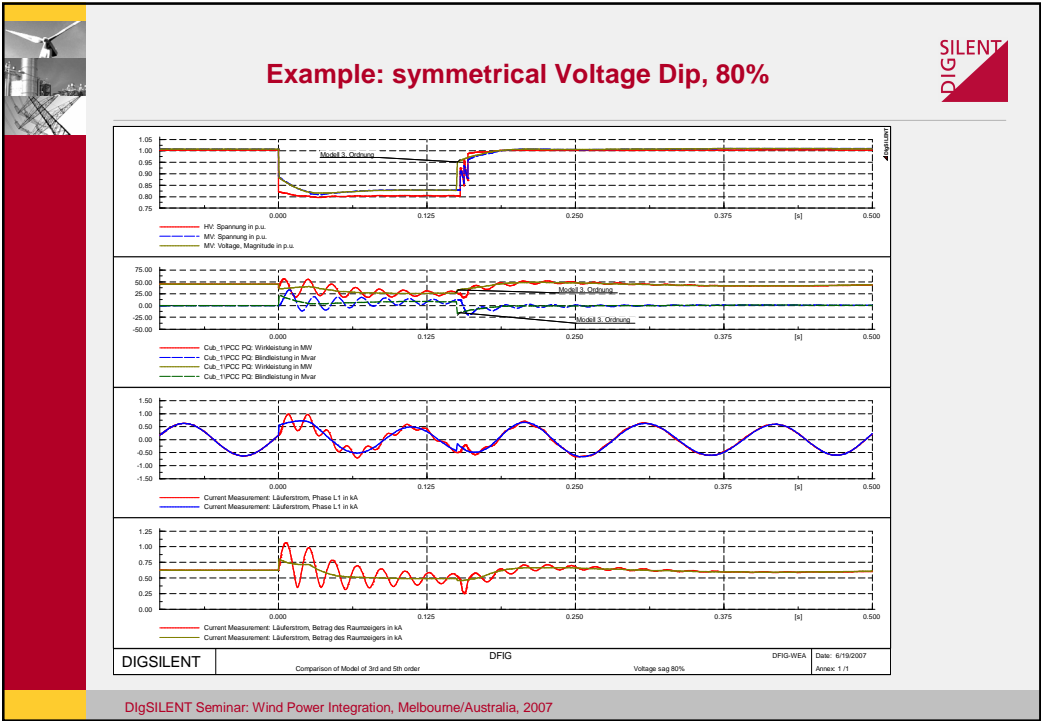 Example: symmetrical Voltage Dip, 80%
DIgSILENT
DIgSILENT
1.05
1.00
0.95
0.90
0.85
0.80
0.75
Modell 3. Ordnung
0.000 0.125 0.250 0.375 [s] 0.500
HV: Spannung in p.u.
MV: Spannung in p.u.
MV: Voltage, Magnitude in p.u.
75.00
50.00
25.00
0.00
-25.00
-50.00
Modell 3. Ordnung
Modell 3. Ordnung
0.000 0.125 0.250 0.375 [s] 0.500
Cub_1\PCC PQ: Wirkleistung in MW
Cub_1\PCC PQ: Blindleistung in Mvar
Cub_1\PCC PQ: Wirkleistung in MW
Cub_1\PCC PQ: Blindleistung in Mvar
1.50
1.00
0.50
0.00
-0.50
-1.00
-1.50
0.000 0.125 0.250 0.375 [s] 0.500
Current Measurement: Läuferstrom, Phase L1 in kA
Current Measurement: Läuferstrom, Phase L1 in kA
1.25
1.00
0.75
0.50
0.25
0.00
0.000 0.125 0.250 0.375 [s] 0.500
Current Measurement: Läuferstrom, Betrag des Raumzeigers in kA
Current Measurement: Läuferstrom, Betrag des Raumzeigers in kA
DIGSILENT
DFIG
Comparison of Model of 3rd and 5th order
Voltage sag 80%
DFIG-WEA
Date: 6/19/2007
Annex: 1 /1
DIgSILENT Seminar: Wind Power Integration, Melbourne/Australia, 2007